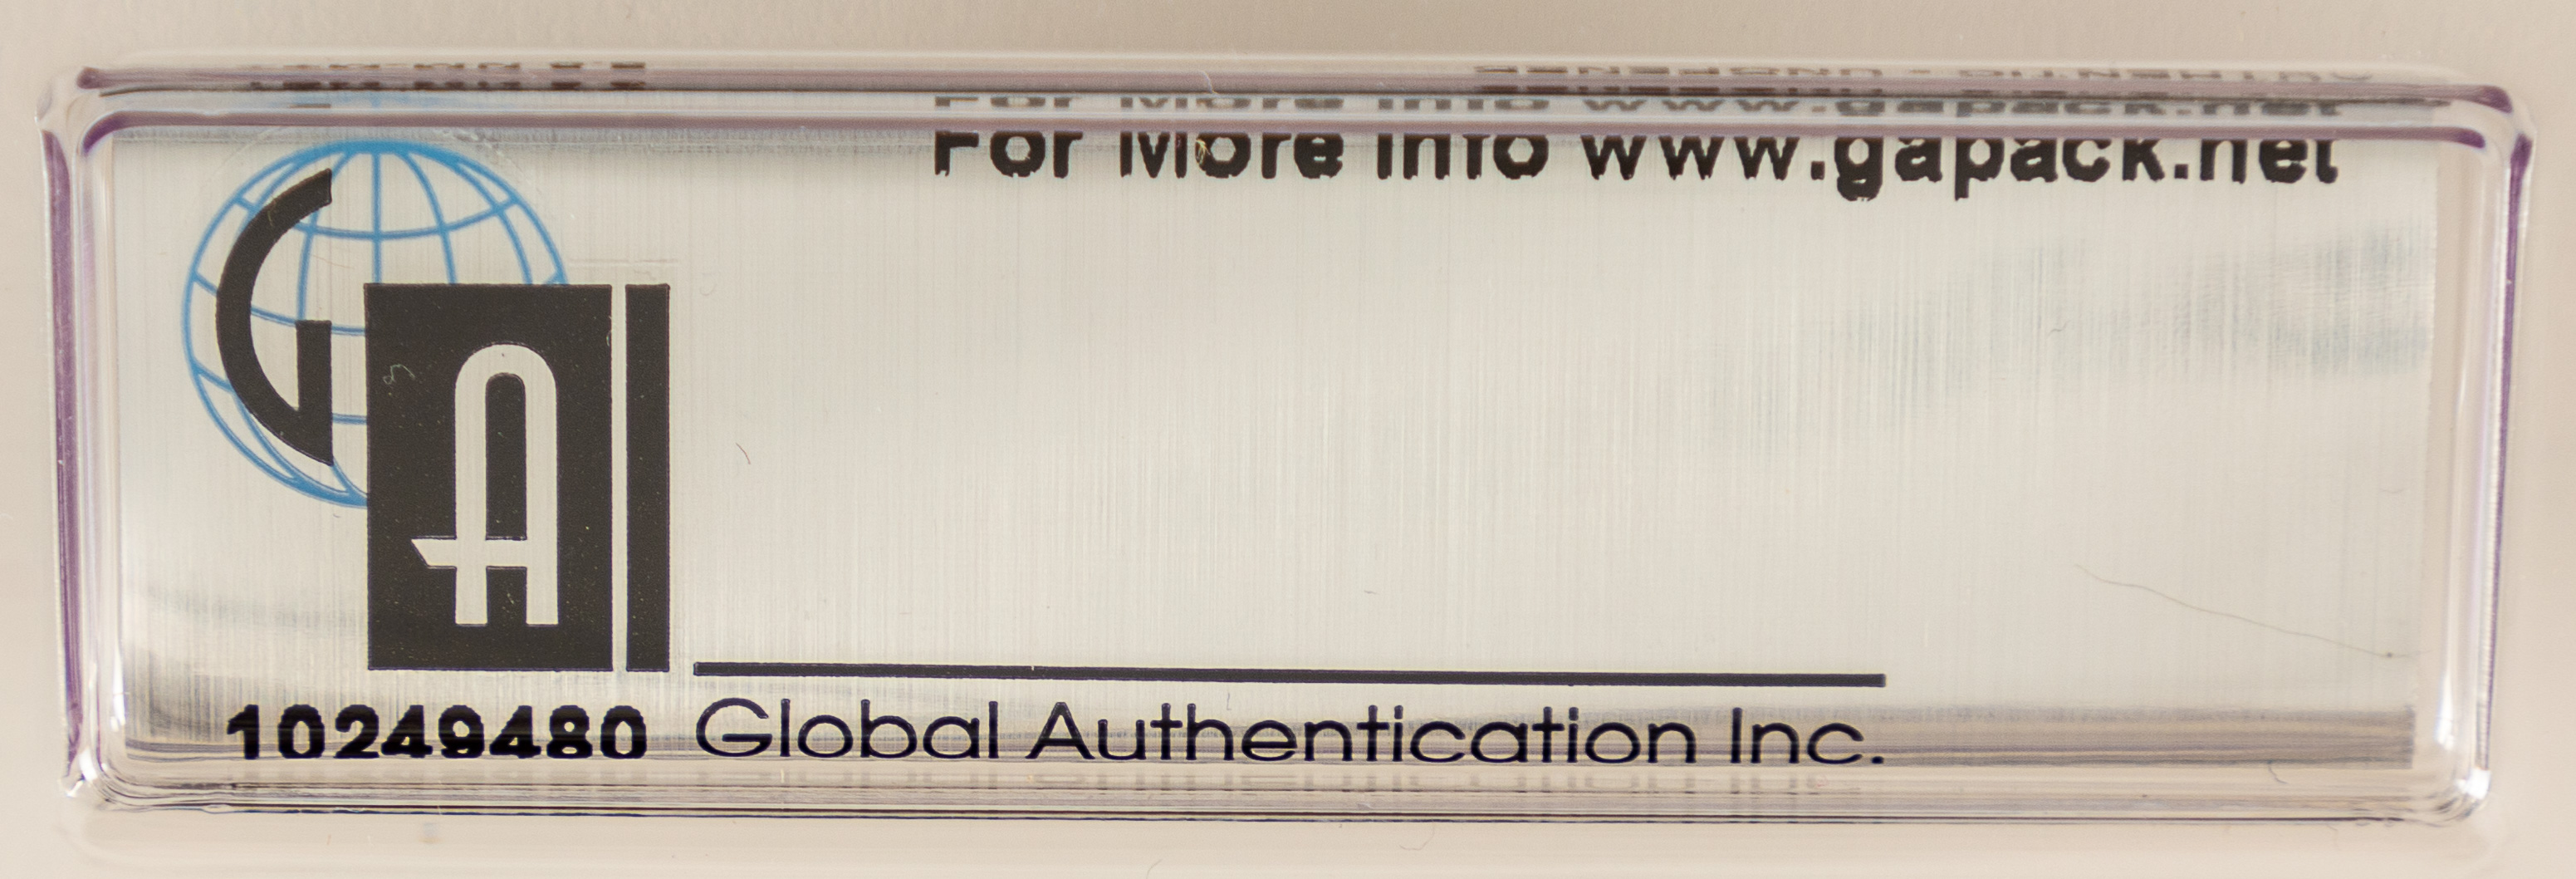 For More Info www.gapack.net
GAI
10249480
Global Authentication Inc.